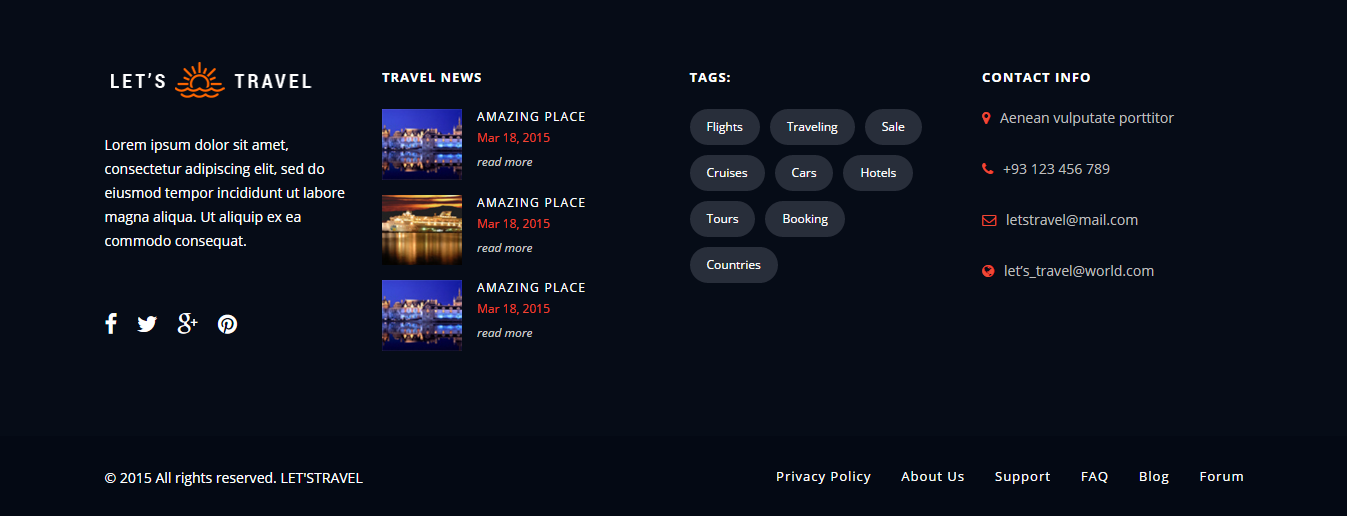 LET'S TRAVEL
Lorem ipsum dolor sit amet,
consectetur adipiscing elit, sed do
eiusmod tempor incididunt ut labore
magna aliqua. Ut aliquip ex ea
commodo consequat.
TRAVEL NEWS
AMAZING PLACE
Mar 18, 2015
read more
AMAZING PLACE
Mar 18, 2015
read more
AMAZING PLACE
Mar 18, 2015
read more
TAGS:
Flights Traveling Sale
Cruises Cars Hotels
Tours Booking
Countries
CONTACT INFO
Aenean vulputate porttitor
+93 123 456 789
letstravel@mail.com
let's_travel@world.com
© 2015 All rights reserved. LET'STRAVEL
Privacy Policy About Us Support FAQ Blog Forum